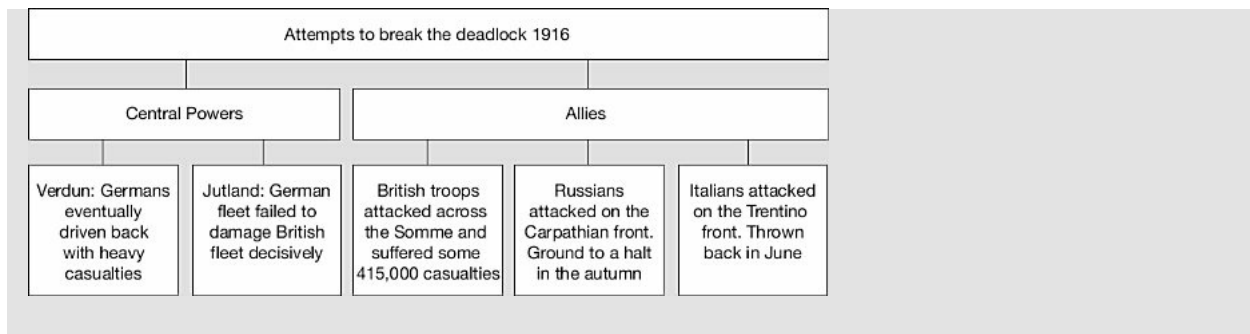 Attempts to break the deadlock 1916
Central Powers
Allies
Verdun: Germans
eventually
driven back
with heavy
casualties
Jutland: German
fleet failed to
damage British
fleet decisively
British troops
attacked across
the Somme and
suffered some
415,000 casualties
Russians
attacked on the
Carpathian front.
Ground to a halt
in the autumn
Italians attacked
on the Trentino
front. Thrown
back in June